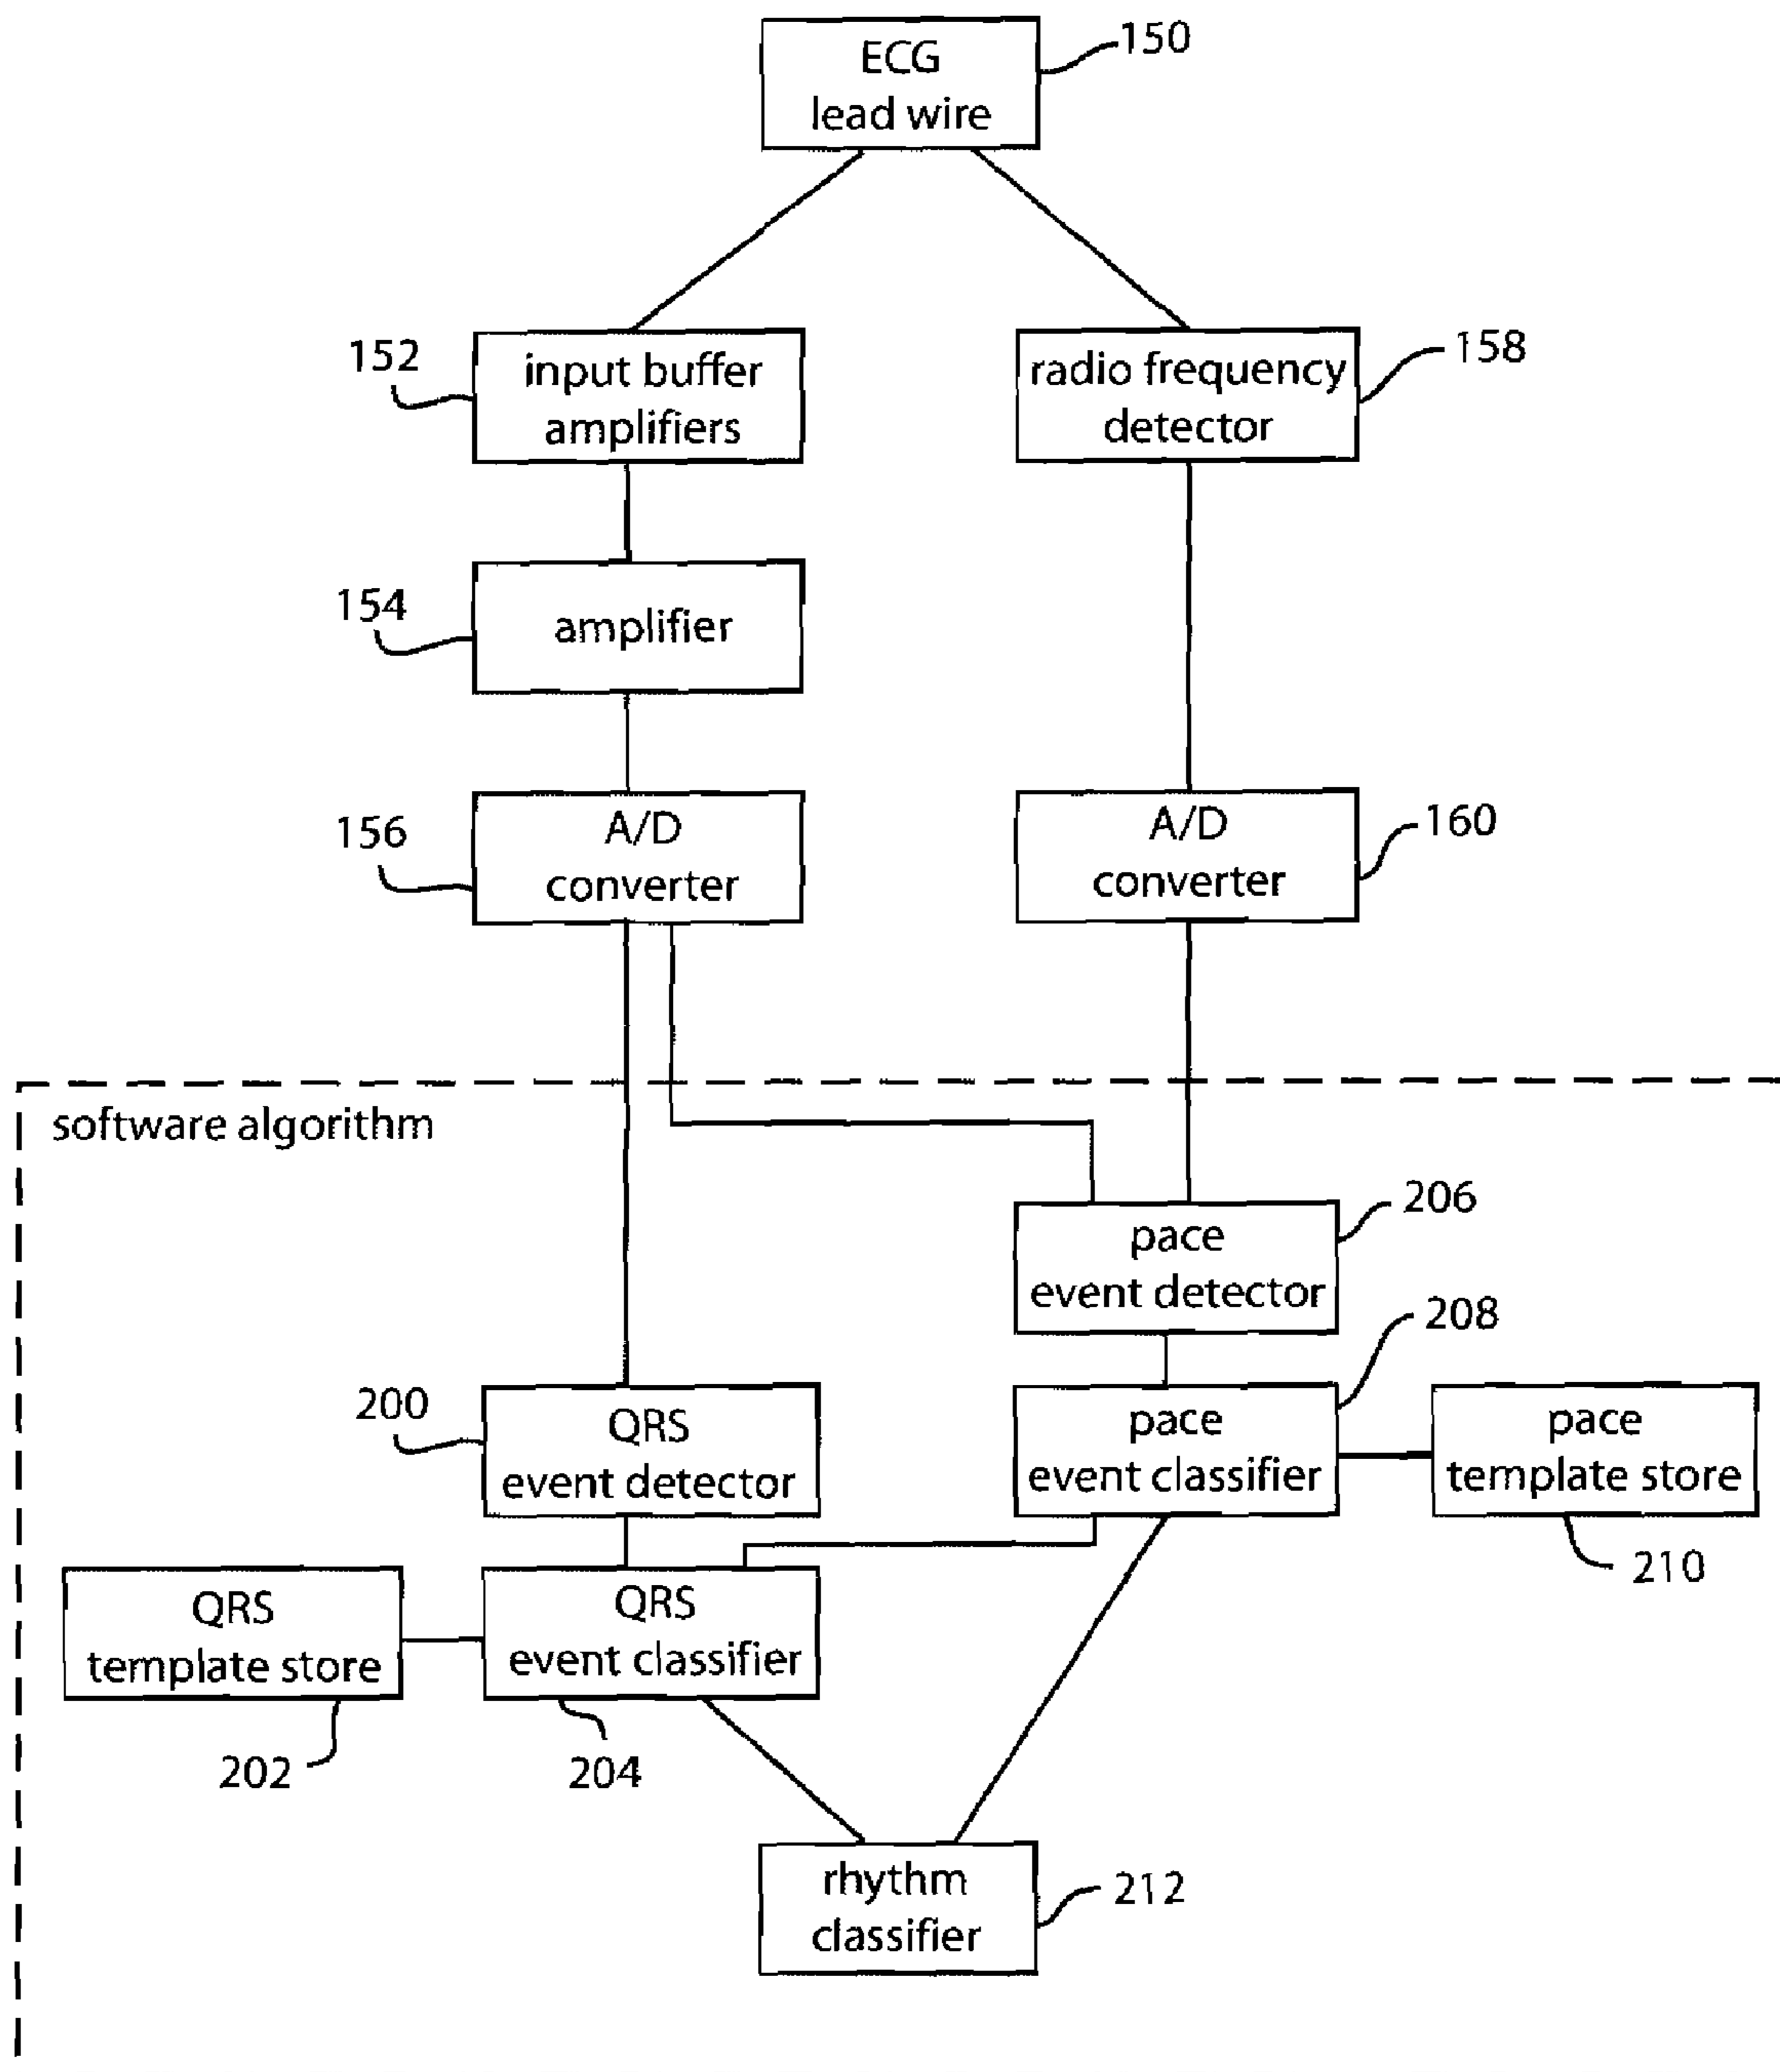 ECG
lead wire
150
152
input buffer
amplifiers
radio frequency
detector
158
154
amplifier
156
A/D
converter
A/D
converter
160
software algorithm
pace
event detector
206
208
200
QRS
event detector
pace
event classifier
pace
template store
210
QRS
template store
QRS
event classifier
202
204
rhythm
classifier
212